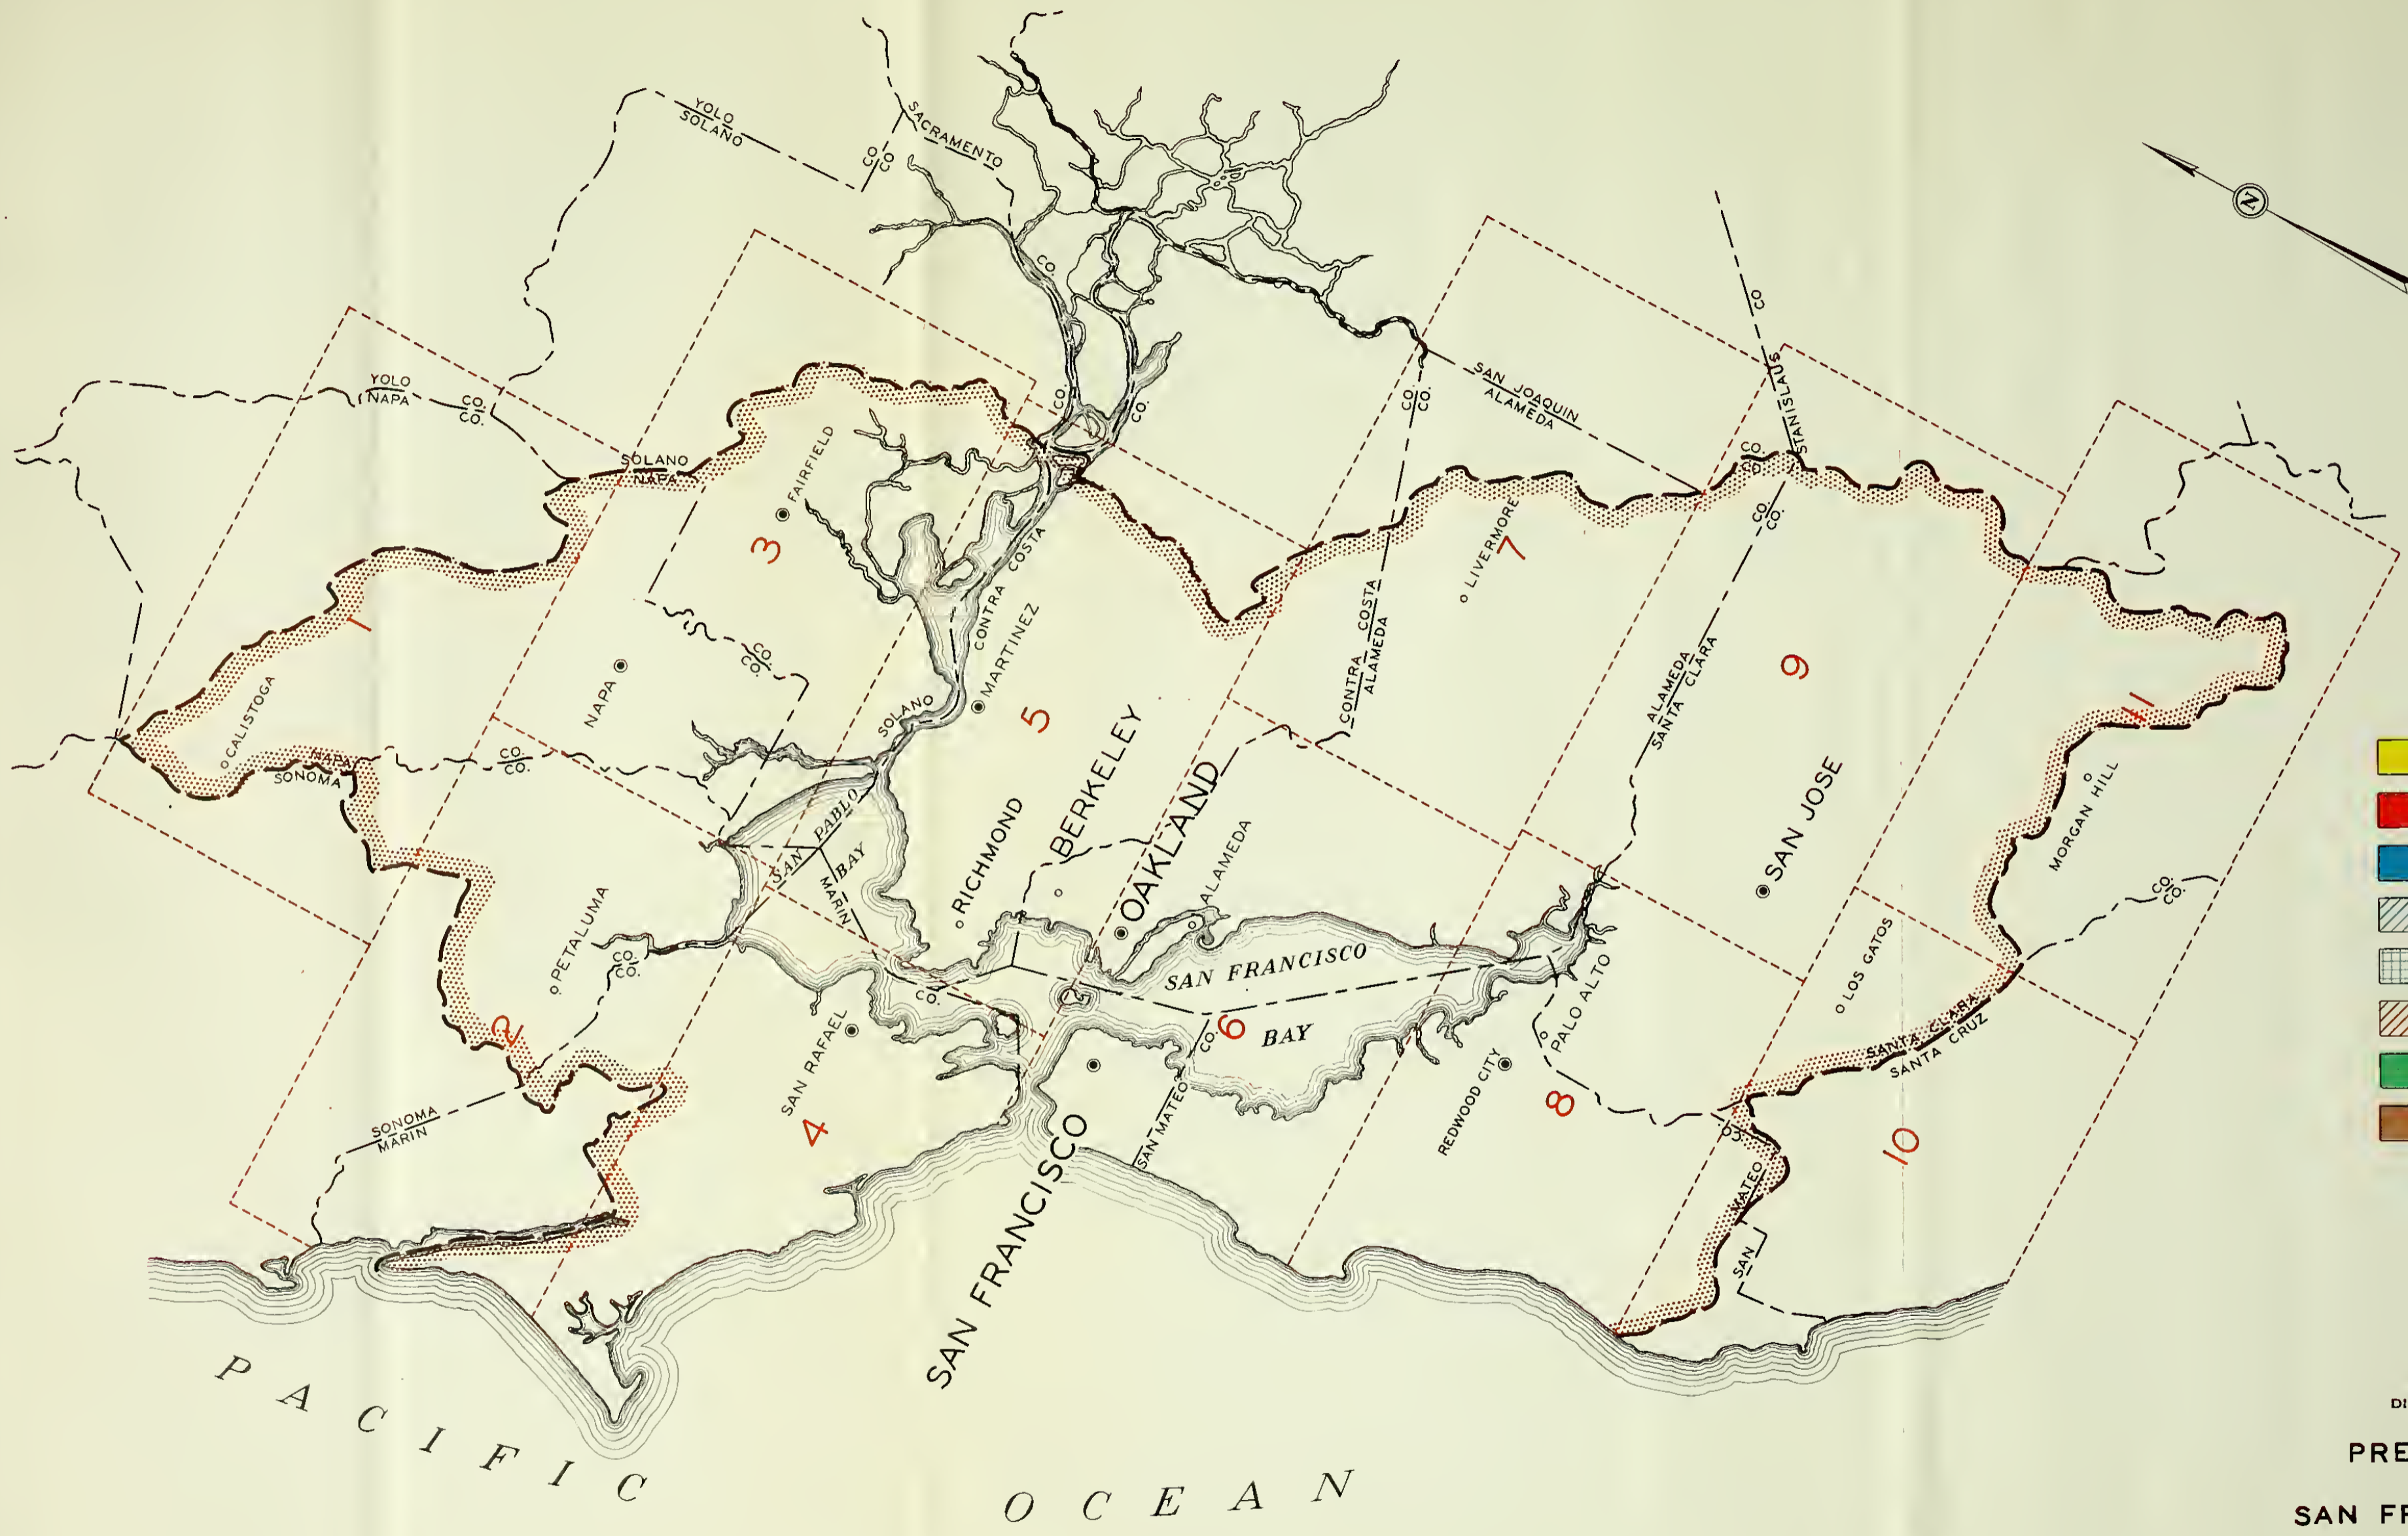 YOLO
SOLANO
CO.
CO.
SACRAMENTO
N
CO.
CO
STANISLAUS
YOLO
NAPA
CO.
CO.
SAN JOAQUIN
ALAMEDA
CO.
CO.
CO.
CO.
CO.
CO.
SOLANO
NAPA
FAIRFIELD
3
LIVERMORE
7
CO.
CO.
1
CONTRA COSTA
MARTINEZ
CONTRA COSTA
ALAMEDA
ALAMEDA
SANTA CLARA
9
CALISTOGA
NAPA
CO.
CO.
SOLANO
5
11
NAPA
SONOMA
CO.
CO.
SAN PABLO
BAY
MARIN
RICHMOND
BERKELEY
OAKLAND
ALAMEDA
SAN JOSE
MORGAN HILL
CO.
CO.
PETALUMA
CO.
CO.
CO.
SAN FRANCISCO
BAY
LOS GATOS
PALO ALTO
2
SAN RAFAEL
4
CO.
6
SAN MATEO
REDWOOD CITY
8
SANTA CLARA
SANTA CRUZ
CO.
10
SONOMA
MARIN
SAN MATEO
SAN FRANCISCO
PACIFIC
OCEAN
DI
PRE
SAN FR